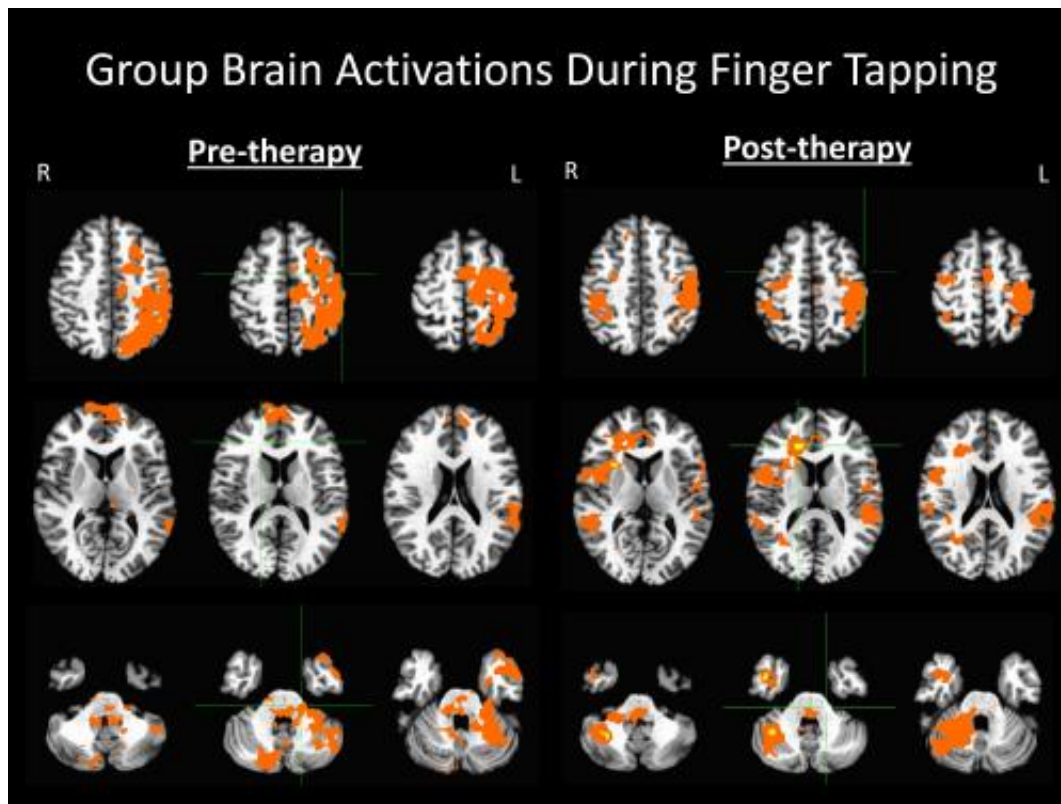 Group Brain Activations During Finger Tapping
Pre-therapy
Post-therapy
R
L
R
L